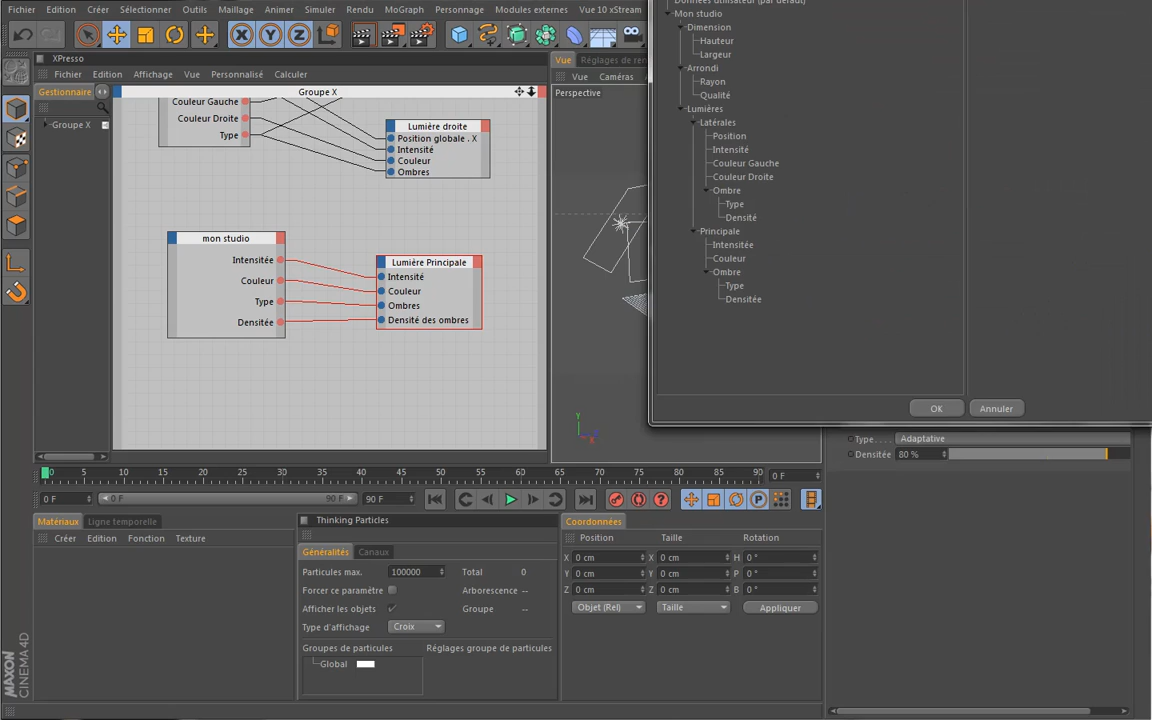 Fichier Edition Créer Sélectionner Outils Maillage Animer Simuler Rendu MoGraph Personnage Modules externes Vue 10 xStream
Données utilisateur (par défaut)
Mon studio
Dimension
Hauteur
Largeur
Arrondi
Rayon
Qualité
Lumières
Latérales
Position
Intensité
Couleur Gauche
Couleur Droite
Ombre
Type
Densité
Principale
Intensitée
Couleur
Ombre
Type
Densitée
OK Annuler
X Y Z
XPresso
Fichier Edition Affichage Vue Personnalisé Calculer
Gestionnaire
Groupe X
Groupe X
Couleur Gauche
Couleur Droite
Type
Lumière droite
Position globale . X
Intensité
Couleur
Ombres
mon studio
Intensitée
Couleur
Type
Densitée
Lumière Principale
Intensité
Couleur
Ombres
Densité des ombres
Vue
Vue Caméras
Perspective
Y
X
Type . . . . Adaptative
Densitée 80 %
0 5 10 15 20 25 30 35 40 45 50 55 60 65 70 75 80 85 90 0 F
0 F 0 F 90 F 90 F
Matériaux Ligne temporelle
Créer Edition Fonction Texture
Thinking Particles
Généralités Canaux
Particules max. 100000 Total 0
Forcer ce paramètre Arborescence --
Afficher les objets Groupe --
Type d'affichage Croix
Groupes de particules Réglages groupe de particules
Global
Coordonnées
Position Taille Rotation
X 0 cm X 0 cm H 0 °
Y 0 cm Y 0 cm P 0 °
Z 0 cm Z 0 cm B 0 °
Objet (Rel) Taille Appliquer
MAXON
CINEMA 4D